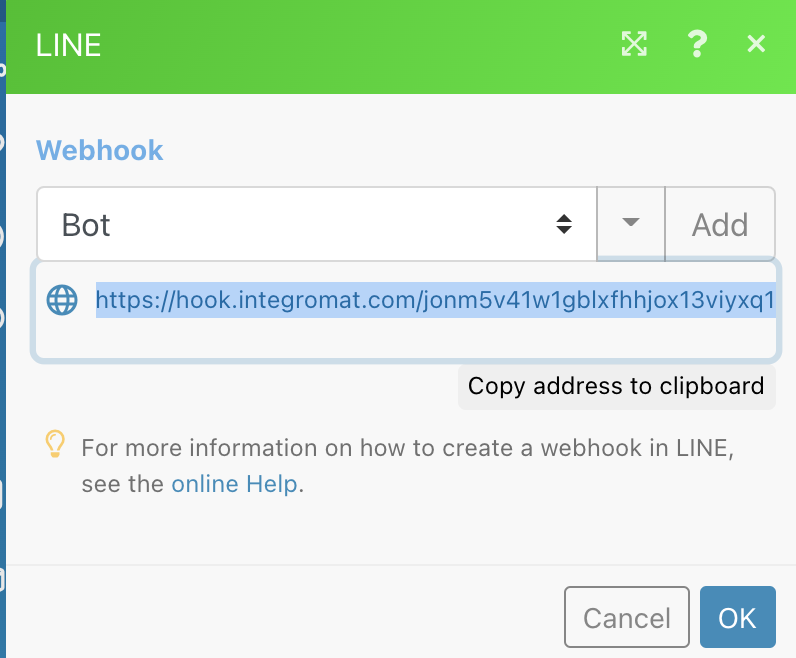 LINE
Webhook
Bot
Add
https://hook.integromat.com/jonm5v41w1gblxfhhjox13viyxq1
Copy address to clipboard
For more information on how to create a webhook in LINE,
see the online Help.
Cancel
OK